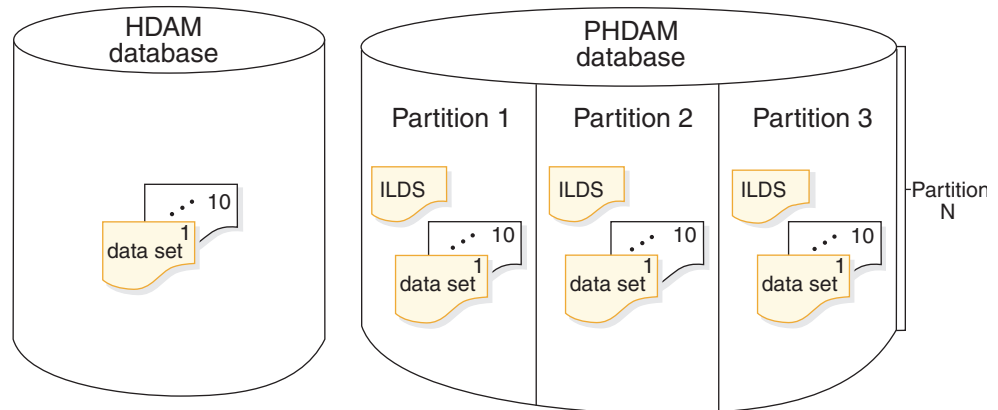 HDAM
database
10
1
data set
PHDAM
database
Partition 1
Partition 2
Partition 3
ILDS
ILDS
ILDS
10
10
10
1
1
1
data set
data set
data set
Partition
N